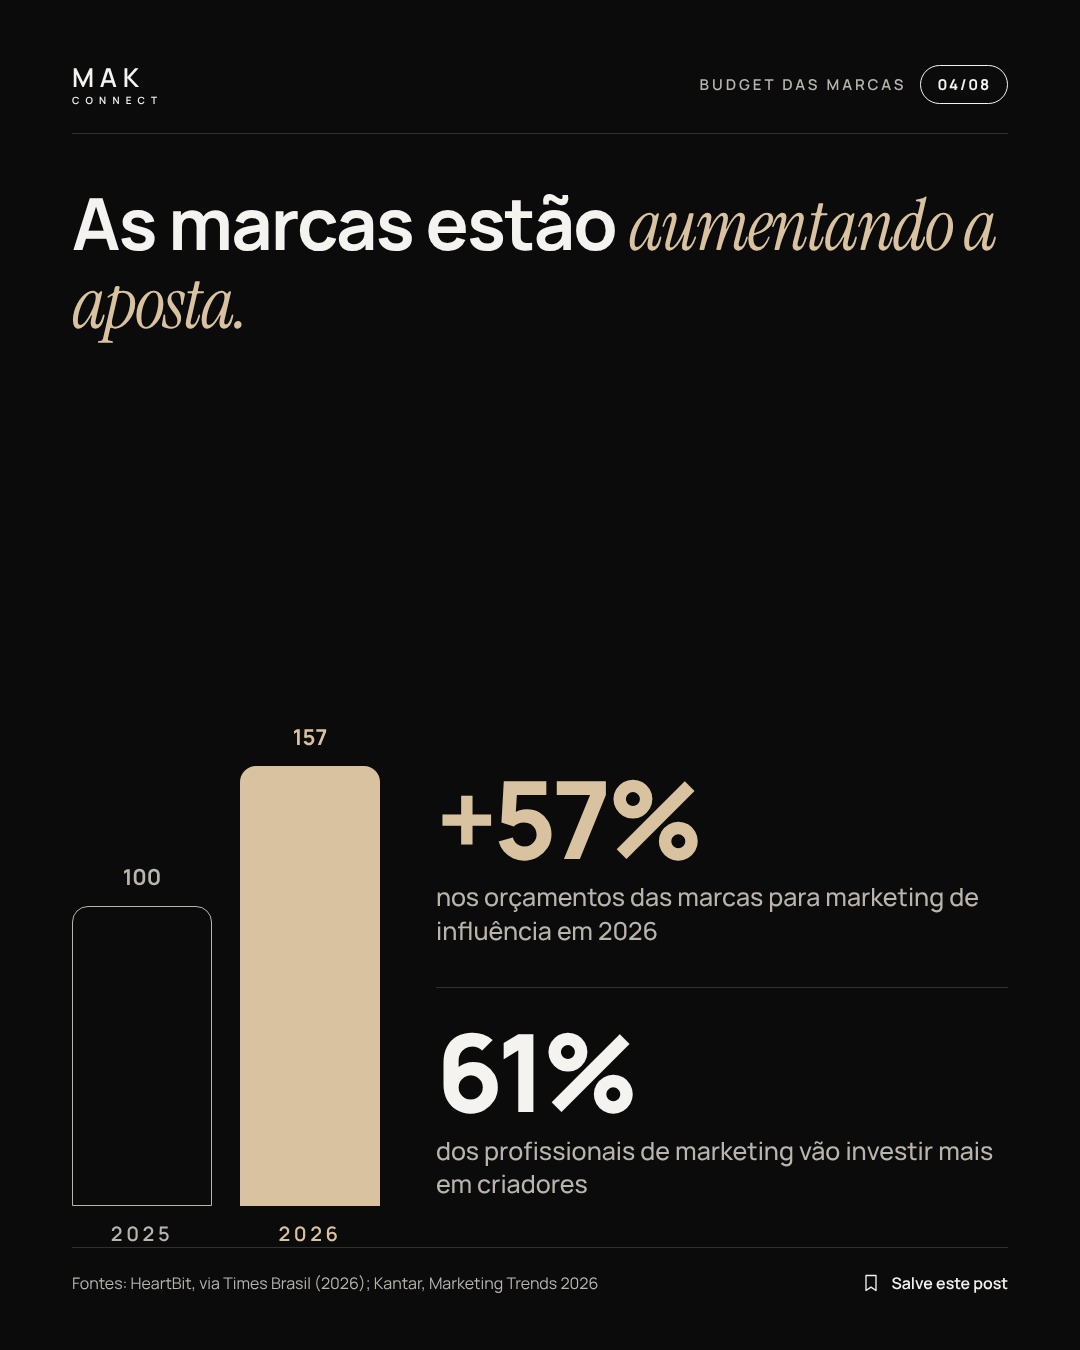 MAK
CONNECT
BUDGET DAS MARCAS
04/08
As marcas estão aumentando a
aposta.
157
100
2025
2026
+57%
nos orçamentos das marcas para marketing de
influência em 2026
61%
dos profissionais de marketing vão investir mais
em criadores
Fontes: HeartBit, via Times Brasil (2026); Kantar, Marketing Trends 2026
Salve este post